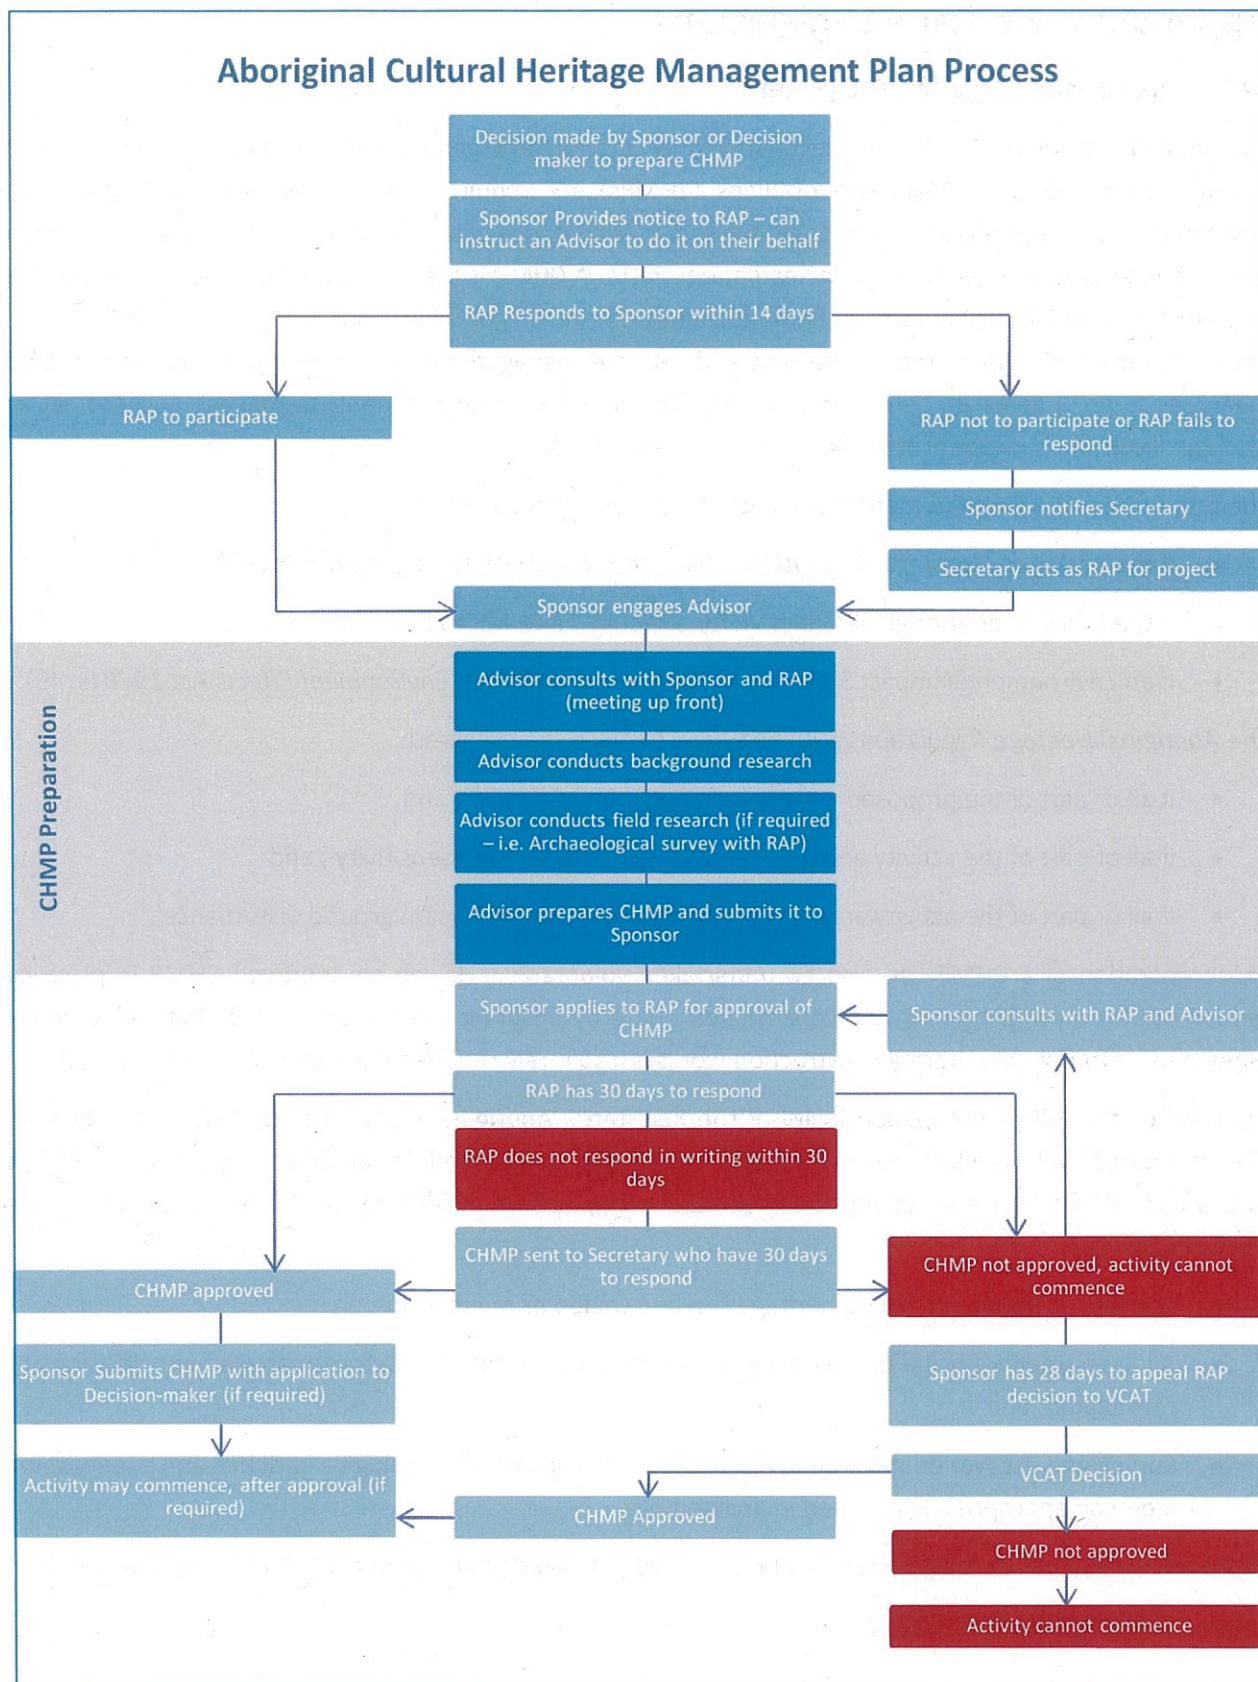 Aboriginal Cultural Heritage Management Plan Process
Decision made by Sponsor or Decision
maker to prepare CHMP
Sponsor Provides notice to RAP – can
instruct an Advisor to do it on their behalf
RAP Responds to Sponsor within 14 days
RAP to participate
RAP not to participate or RAP fails to
respond
Sponsor notifies Secretary
Secretary acts as RAP for project
Sponsor engages Advisor
CHMP Preparation
Advisor consults with Sponsor and RAP
(meeting up front)
Advisor conducts background research
Advisor conducts field research (if required
– i.e. Archaeological survey with RAP)
Advisor prepares CHMP and submits it to
Sponsor
Sponsor applies to RAP for approval of
CHMP
Sponsor consults with RAP and Advisor
RAP has 30 days to respond
RAP does not respond in writing within 30
days
CHMP sent to Secretary who have 30 days
to respond
CHMP approved
CHMP not approved, activity cannot
commence
Sponsor Submits CHMP with application to
Decision-maker (if required)
Sponsor has 28 days to appeal RAP
decision to VCAT
Activity may commence, after approval (if
required)
VCAT Decision
CHMP Approved
CHMP not approved
Activity cannot commence